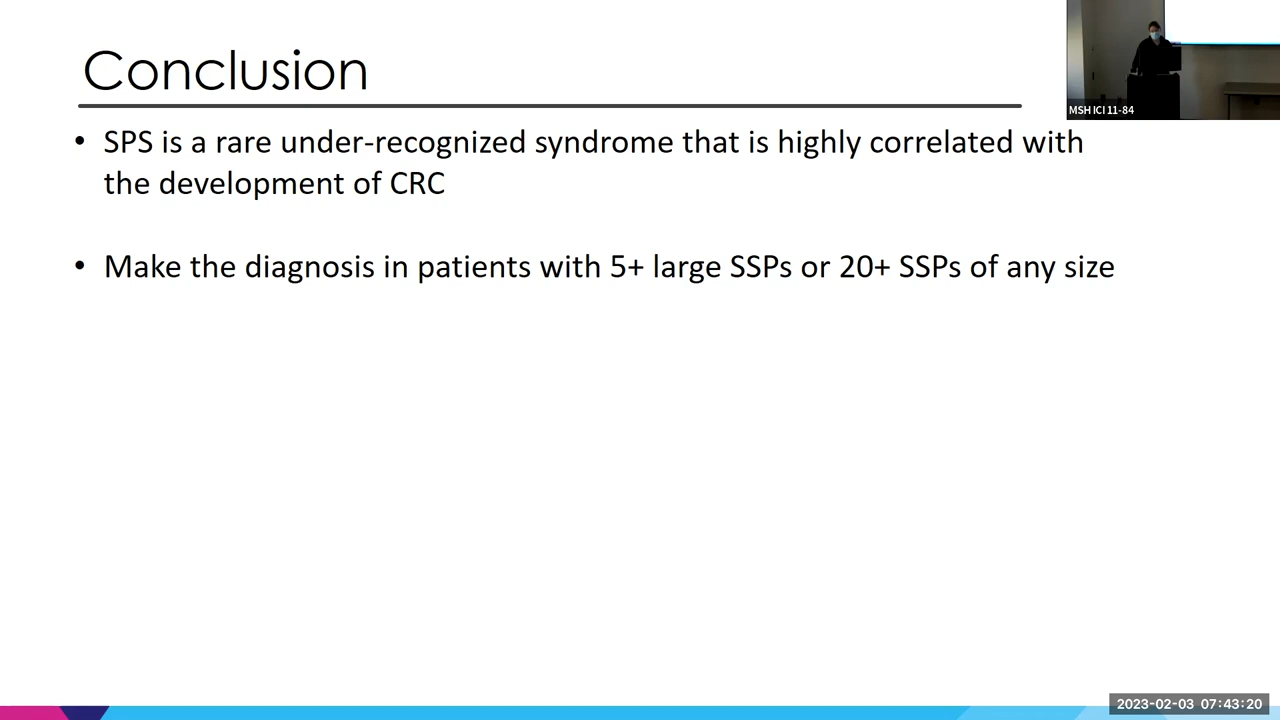 Conclusion
MSH ICI 11-84
• SPS is a rare under-recognized syndrome that is highly correlated with
the development of CRC
• Make the diagnosis in patients with 5+ large SSPs or 20+ SSPs of any size
2023-02-03 07:43:20